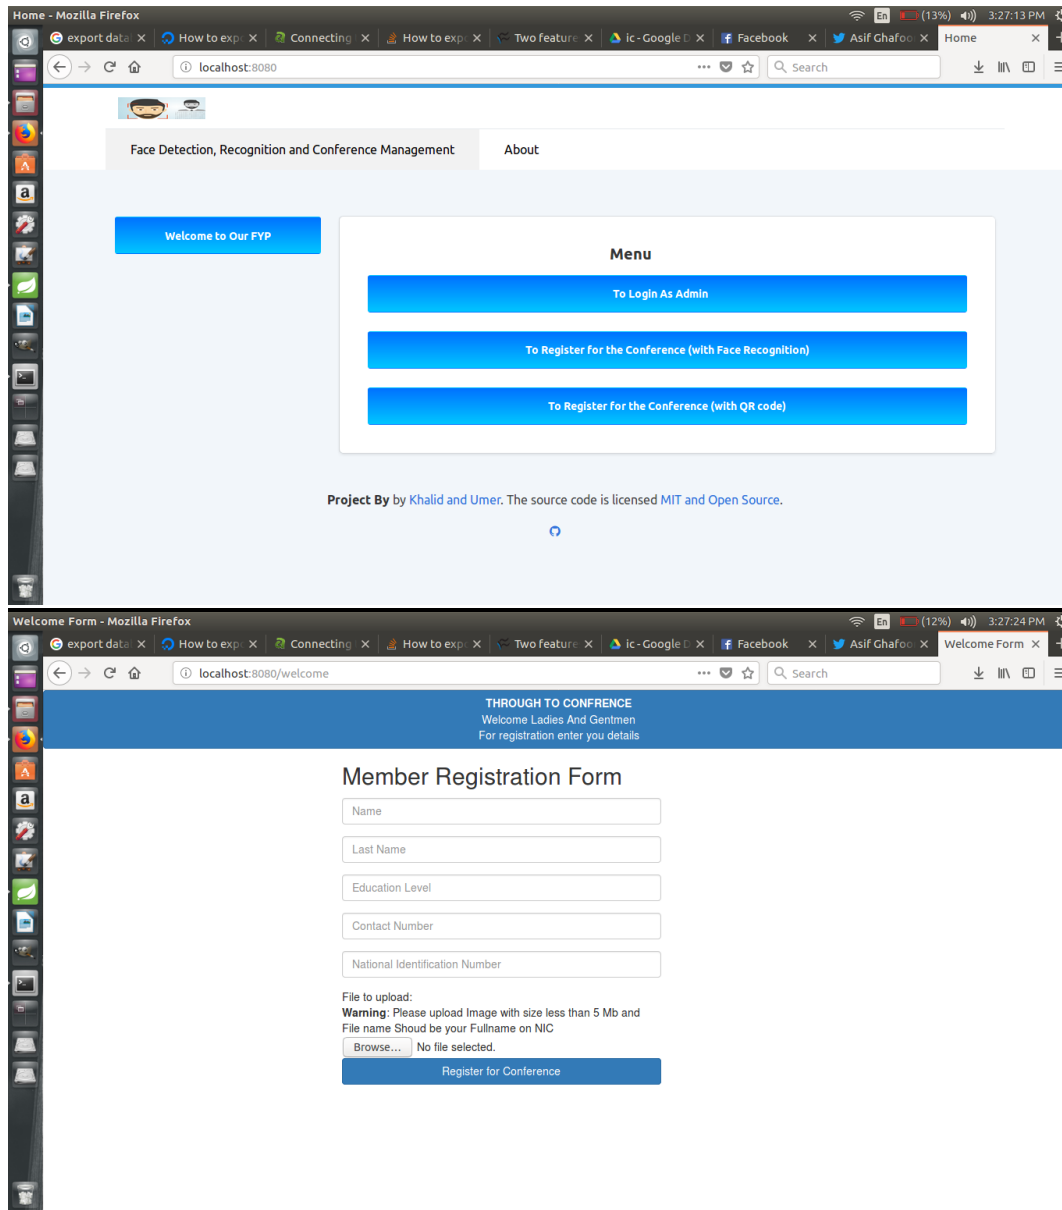 Home - Mozilla Firefox
En (13%) 3:27:13 PM
export data How to exp Connecting How to exp Two feature ic - Google D Facebook Asif Ghafoo Home
localhost:8080
Search
Face Detection, Recognition and Conference Management About
Welcome to Our FYP
Menu
To Login As Admin
To Register for the Conference (with Face Recognition)
To Register for the Conference (with QR code)
Project By by Khalid and Umer. The source code is licensed MIT and Open Source.
Welcome Form - Mozilla Firefox
En (12%) 3:27:24 PM
export data How to exp Connecting How to exp Two feature ic - Google D Facebook Asif Ghafoo Welcome Form
localhost:8080/welcome
Search
THROUGH TO CONFRENCE
Welcome Ladies And Gentmen
For registration enter you details
Member Registration Form
Name
Last Name
Education Level
Contact Number
National Identification Number
File to upload:
Warning: Please upload Image with size less than 5 Mb and
File name Shoud be your Fullname on NIC
Browse... No file selected.
Register for Conference